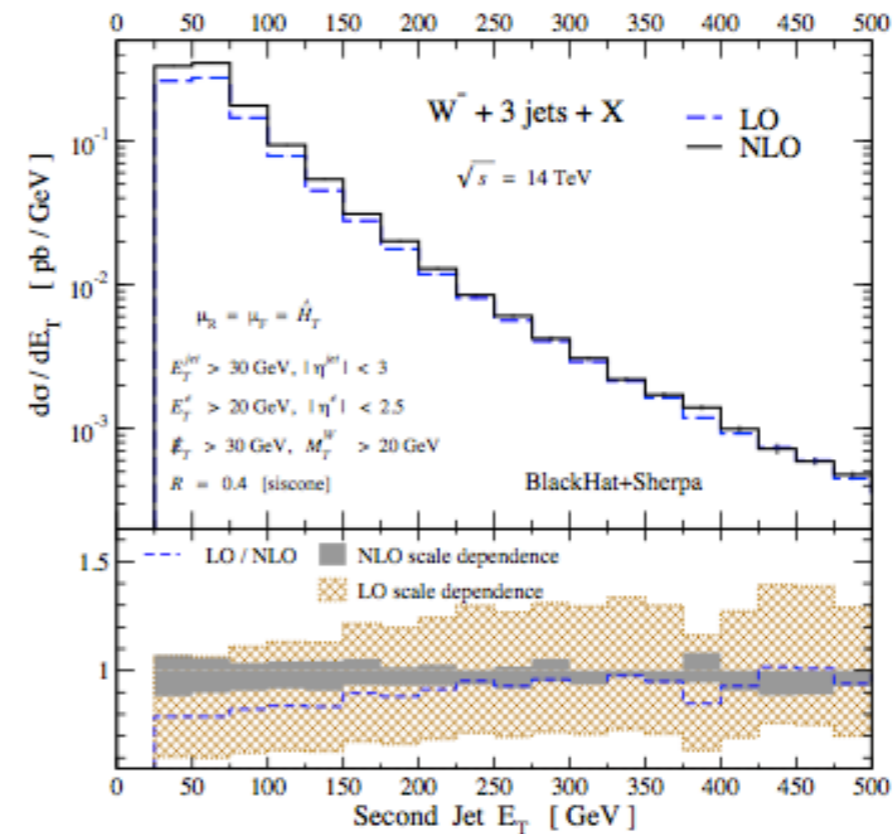 0 50 100 150 200 250 300 350 400 450 500
W⁻ + 3 jets + X
LO
NLO
√s = 14 TeV
10⁻¹
10⁻²
10⁻³
dσ / dE_T [ pb / GeV ]
μ_R = μ_F = Ĥ_T
E_T^jet > 30 GeV, | η^jet | < 3
E_T^e > 20 GeV, | η^e | < 2.5
E̸_T > 30 GeV, M_T^W > 20 GeV
R = 0.4 [siscone]
BlackHat+Sherpa
LO / NLO
NLO scale dependence
LO scale dependence
1.5
1
0 50 100 150 200 250 300 350 400 450 500
Second Jet E_T [ GeV ]